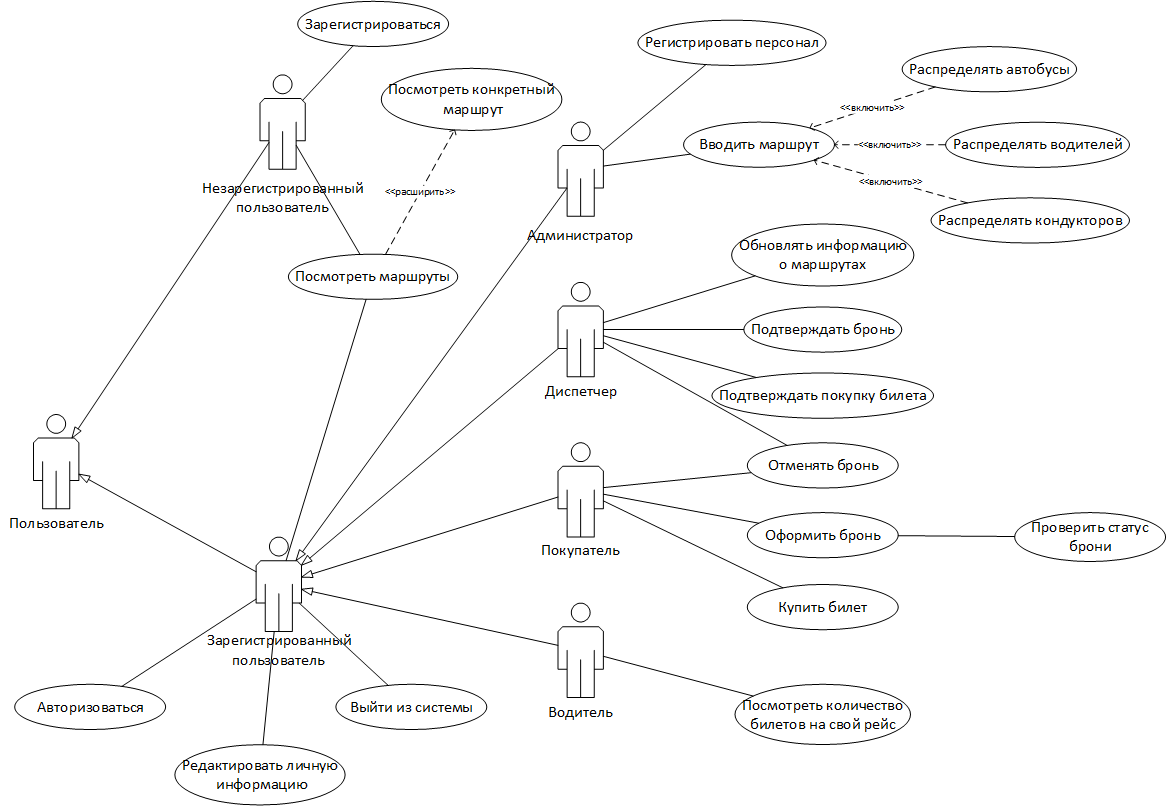 Зарегистрироваться
Регистрировать персонал
Распределять автобусы
Посмотреть конкретный
маршрут
<<включить>>
Вводить маршрут
<<включить>>
Распределять водителей
<<включить>>
Незарегистрированный
пользователь
<<расширить>>
Распределять кондукторов
Администратор
Обновлять информацию
о маршрутах
Посмотреть маршруты
Подтверждать бронь
Диспетчер
Подтверждать покупку билета
Отменять бронь
Пользователь
Покупатель
Оформить бронь
Проверить статус
брони
Купить билет
Зарегистрированный
пользователь
Авторизоваться
Выйти из системы
Водитель
Посмотреть количество
билетов на свой рейс
Редактировать личную
информацию